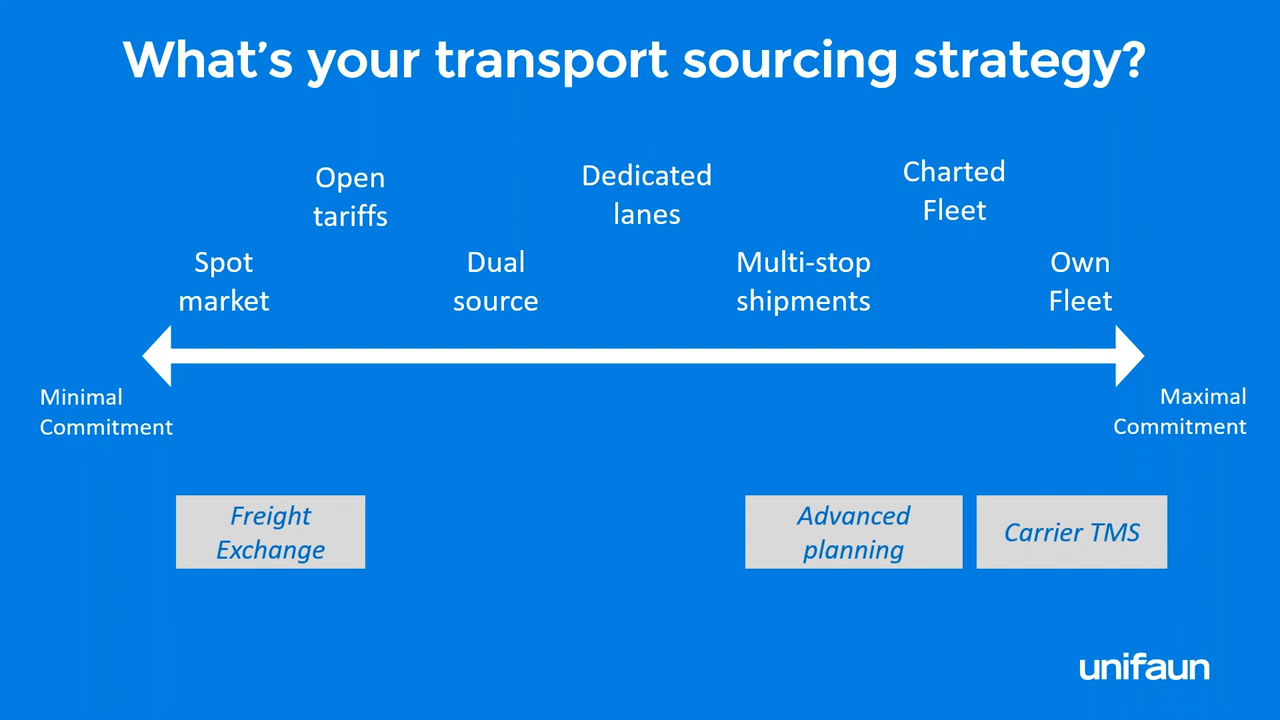 What's your transport sourcing strategy?
Open
tariffs
Dedicated
lanes
Charted
Fleet
Spot
market
Dual
source
Multi-stop
shipments
Own
Fleet
Minimal
Commitment
Maximal
Commitment
Freight
Exchange
Advanced
planning
Carrier TMS
unifaun